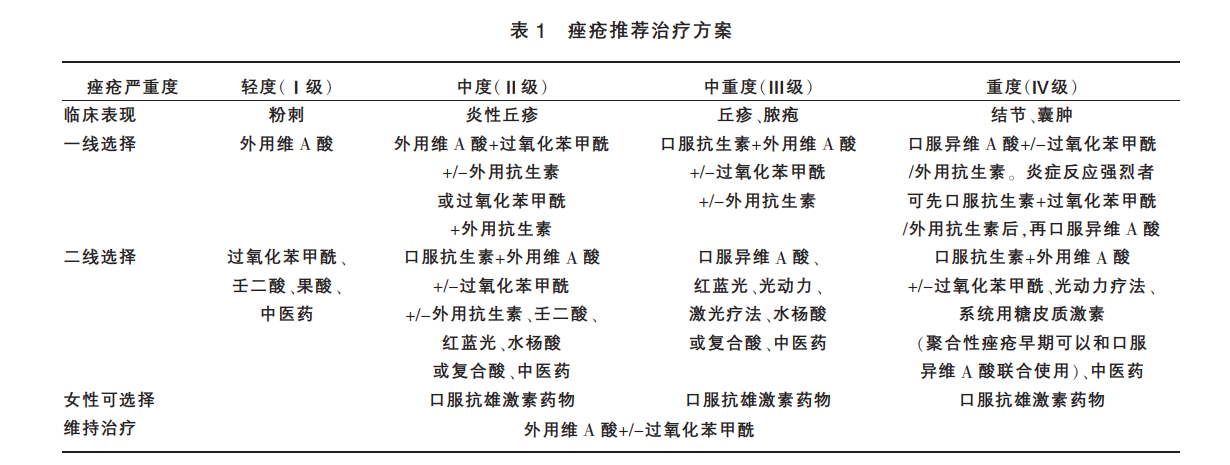 表 1 痤疮推荐治疗方案
痤疮严重度 轻度(Ⅰ级) 中度(II级) 中重度(III级) 重度(IV级)
临床表现 粉刺 炎性丘疹 丘疹、脓疱 结节、囊肿
一线选择 外用维 A 酸 外用维 A 酸+过氧化苯甲酰 口服抗生素+外用维 A 酸 口服异维 A 酸+/-过氧化苯甲酰
+/-外用抗生素 +/-过氧化苯甲酰 /外用抗生素。炎症反应强烈者
或过氧化苯甲酰 +/-外用抗生素 可先口服抗生素+过氧化苯甲酰
+外用抗生素 /外用抗生素后,再口服异维 A 酸
二线选择 过氧化苯甲酰、 口服抗生素+外用维 A 酸 口服异维 A 酸、 口服抗生素+外用维 A 酸
壬二酸、果酸、 +/-过氧化苯甲酰 红蓝光、光动力、 +/-过氧化苯甲酰、光动力疗法、
中医药 +/-外用抗生素、壬二酸、 激光疗法、水杨酸 系统用糖皮质激素
红蓝光、水杨酸 或复合酸、中医药 (聚合性痤疮早期可以和口服
或复合酸、中医药 异维 A 酸联合使用)、中医药
女性可选择 口服抗雄激素药物 口服抗雄激素药物 口服抗雄激素药物
维持治疗 外用维 A 酸+/-过氧化苯甲酰